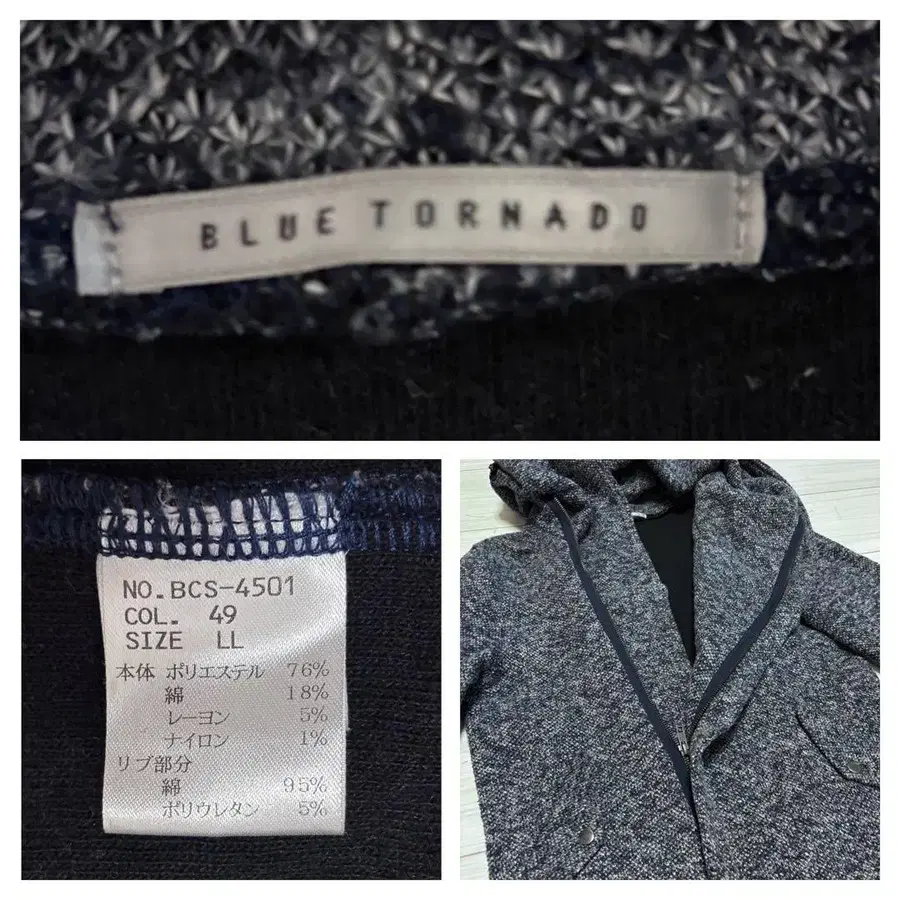 BLUE TORNADO
NO.BCS-4501
COL. 49
SIZE LL
本体 ポリエステル 76%
綿 18%
レーヨン 5%
ナイロン 1%
リブ部分
綿 95%
ポリウレタン 5%